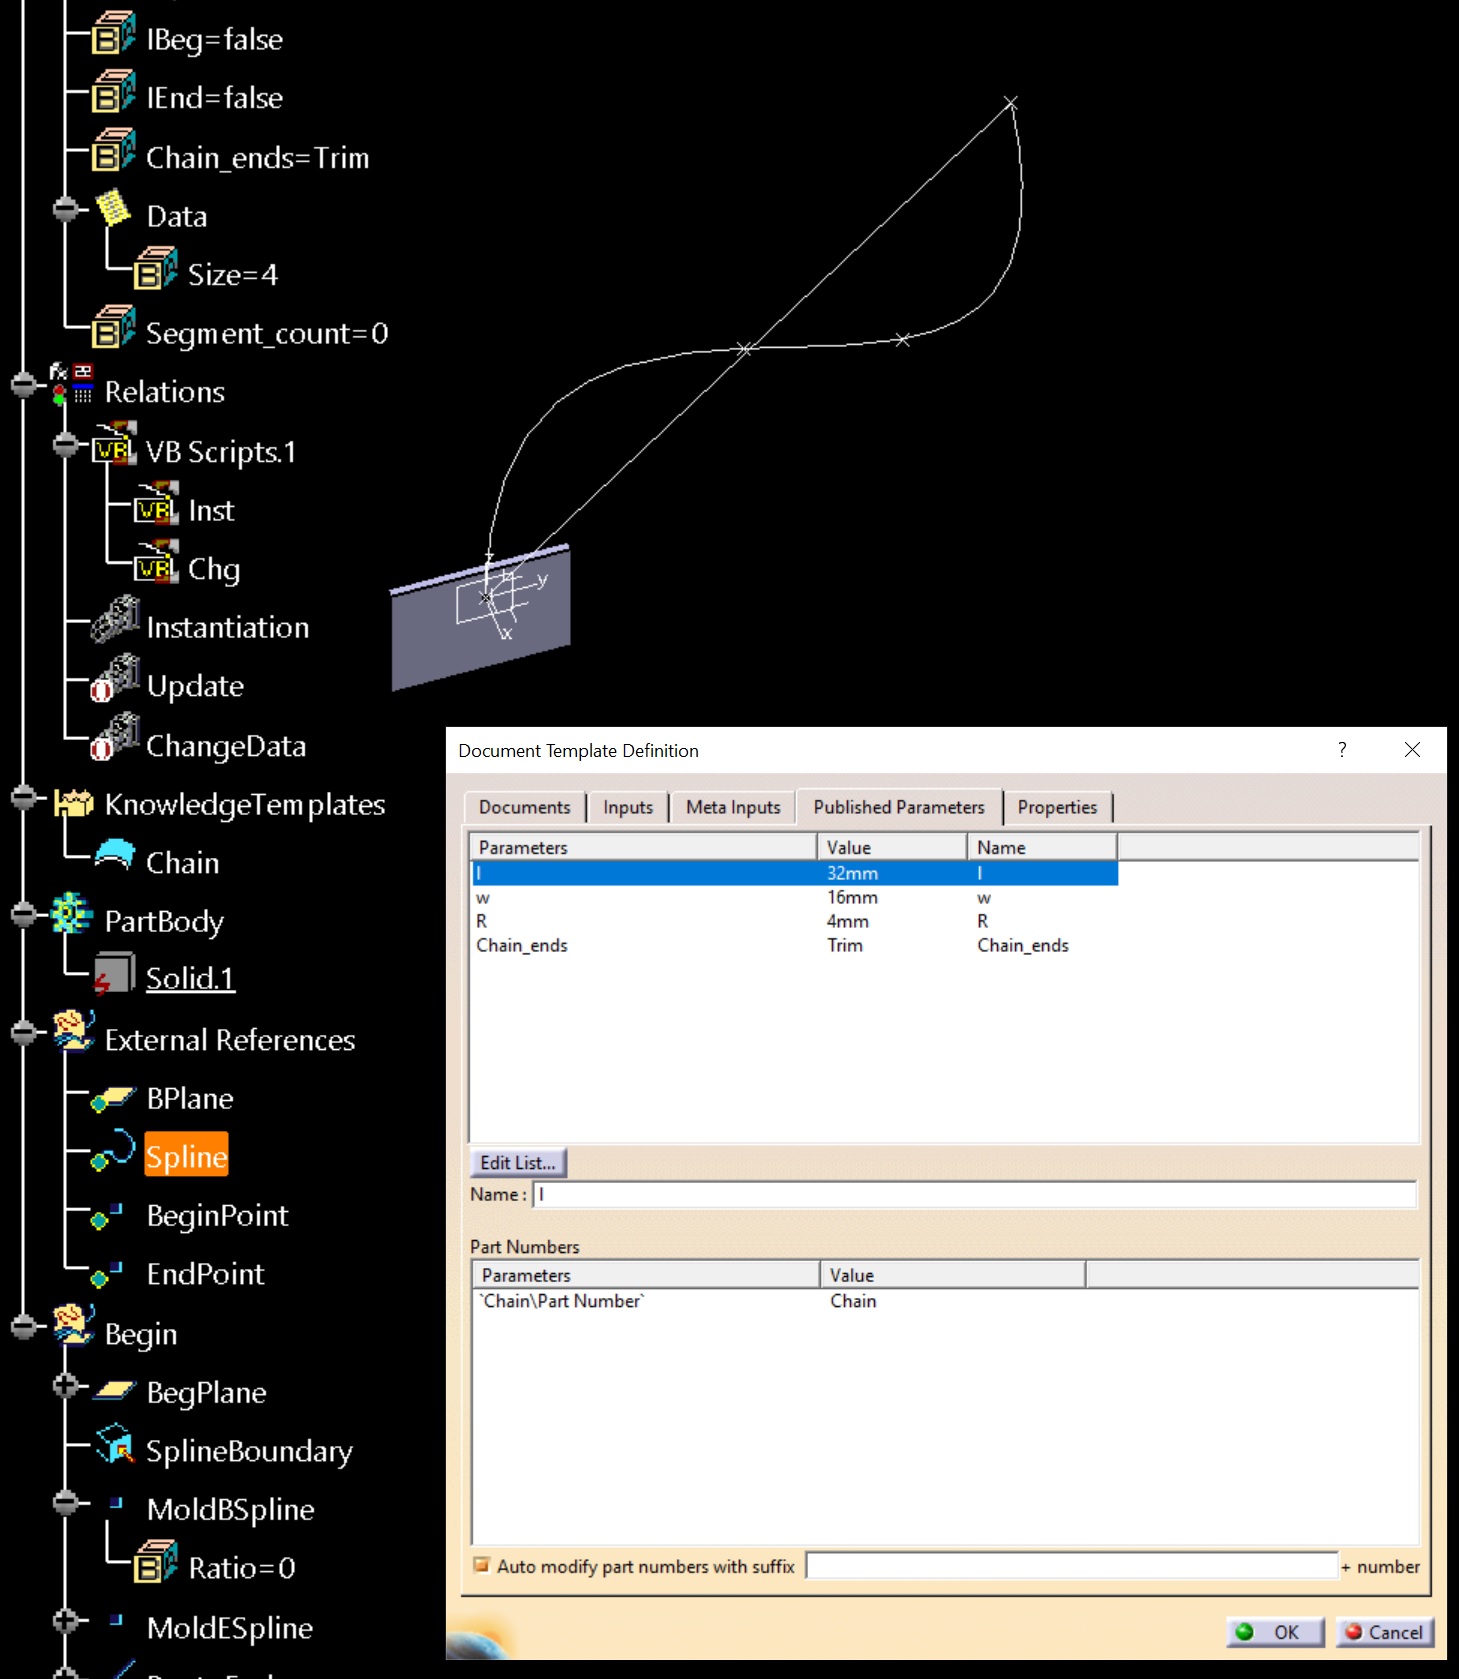 IBeg=false
IEnd=false
Chain_ends=Trim
Data
Size=4
Segment_count=0
Relations
VB Scripts.1
Inst
Chg
Instantiation
Update
ChangeData
KnowledgeTemplates
Chain
PartBody
Solid.1
External References
BPlane
Spline
BeginPoint
EndPoint
Begin
BegPlane
SplineBoundary
MoldBSpline
Ratio=0
MoldESpline
z
y
x
Document Template Definition ?
Documents Inputs Meta Inputs Published Parameters Properties
Parameters Value Name
l 32mm l
w 16mm w
R 4mm R
Chain_ends Trim Chain_ends
Edit List...
Name : l
Part Numbers
Parameters Value
`Chain\Part Number` Chain
Auto modify part numbers with suffix + number
OK Cancel